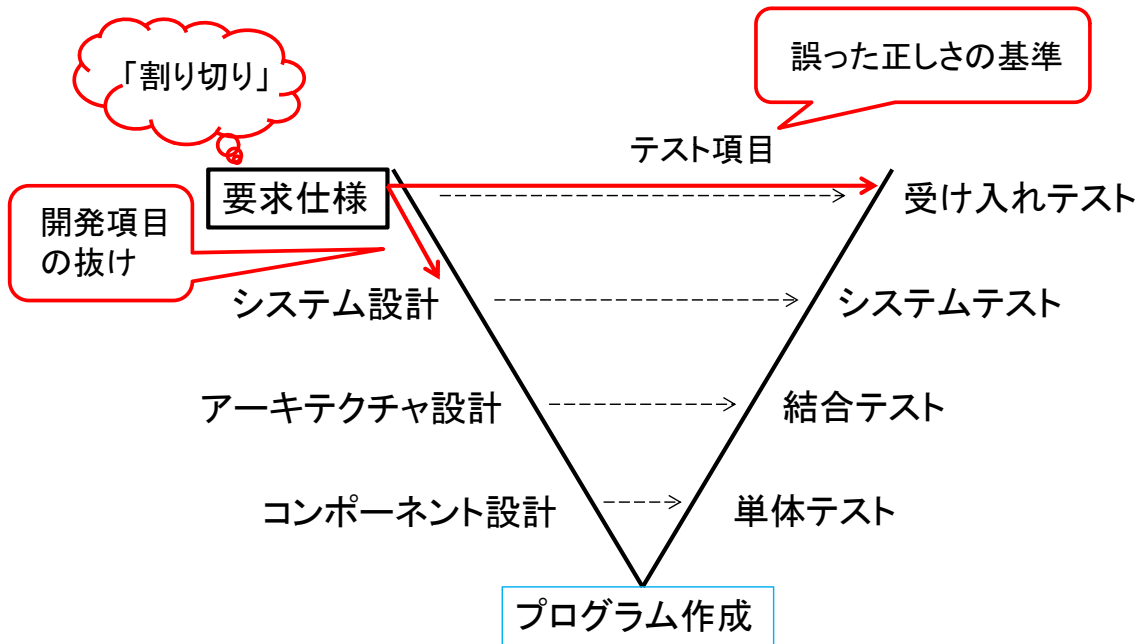 「割り切り」
誤った正しさの基準
テスト項目
要求仕様
受け入れテスト
開発項目
の抜け
システム設計
システムテスト
アーキテクチャ設計
結合テスト
コンポーネント設計
単体テスト
プログラム作成